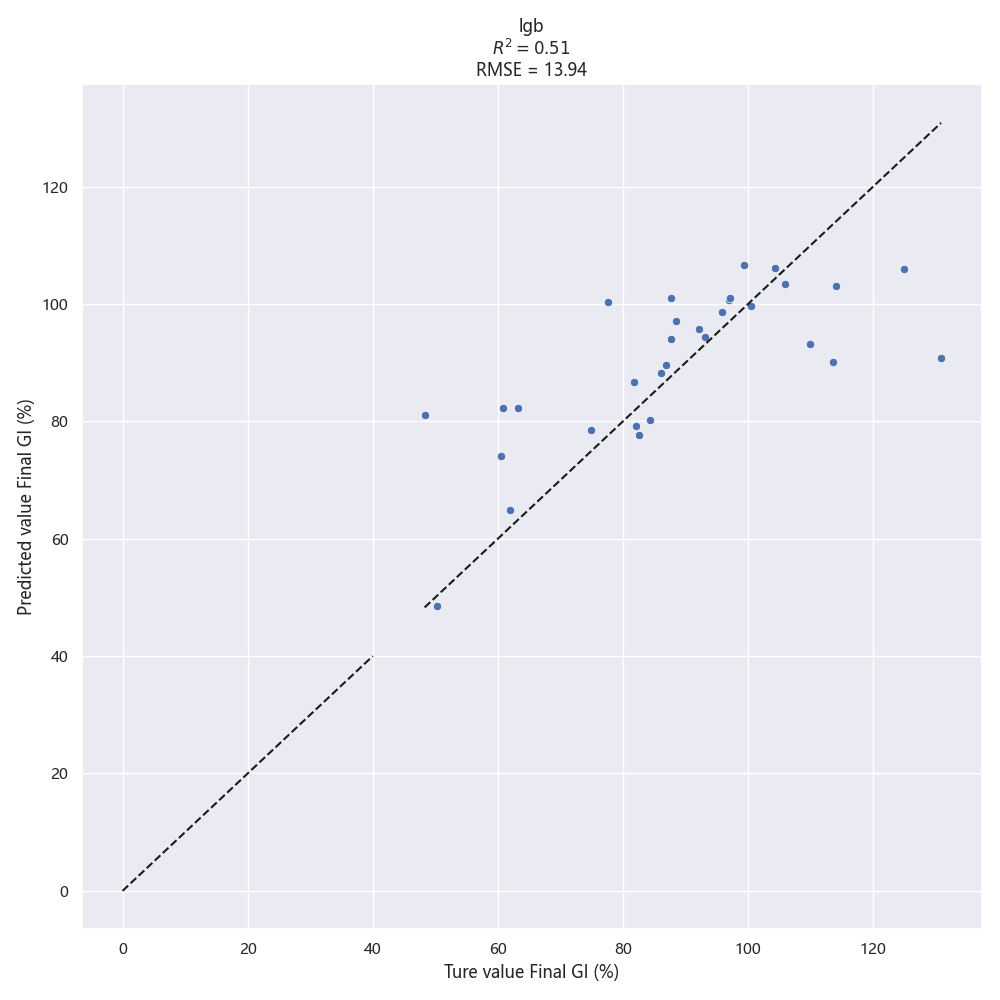 lgb
R² = 0.51
RMSE = 13.94
120
100
80
60
40
20
0
Predicted value Final GI (%)
0 20 40 60 80 100 120
Ture value Final GI (%)